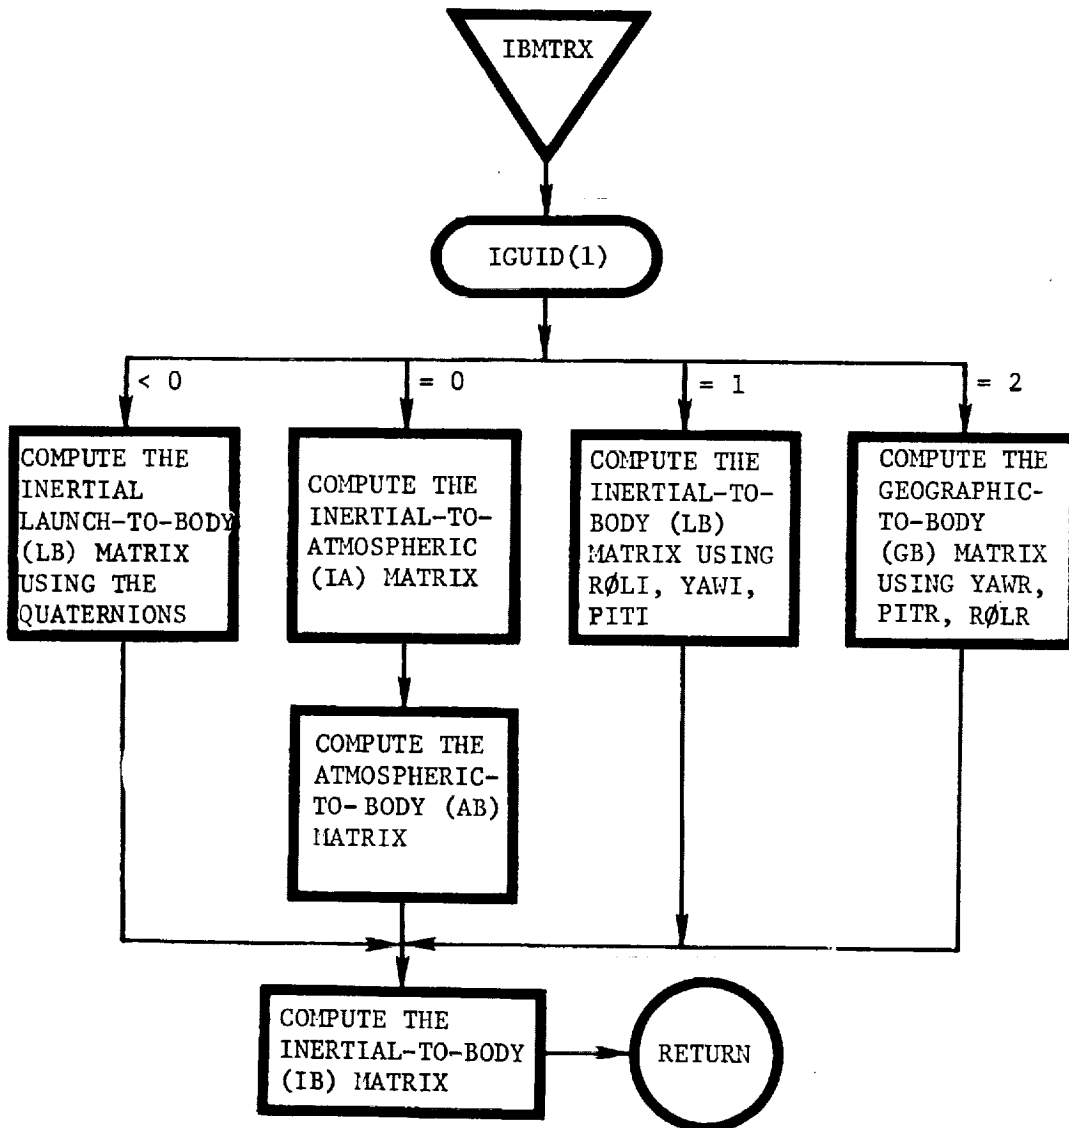 IBMTRX
IGUID(1)
< 0
= 0
= 1
= 2
COMPUTE THE
INERTIAL
LAUNCH-TO-BODY
(LB) MATRIX
USING THE
QUATERNIONS
COMPUTE THE
INERTIAL-TO-
ATMOSPHERIC
(IA) MATRIX
COMPUTE THE
INERTIAL-TO-
BODY (LB)
MATRIX USING
RØLI, YAWI,
PITI
COMPUTE THE
GEOGRAPHIC-
TO-BODY
(GB) MATRIX
USING YAWR,
PITR, RØLR
COMPUTE THE
ATMOSPHERIC-
TO-BODY (AB)
MATRIX
COMPUTE THE
INERTIAL-TO-BODY
(IB) MATRIX
RETURN